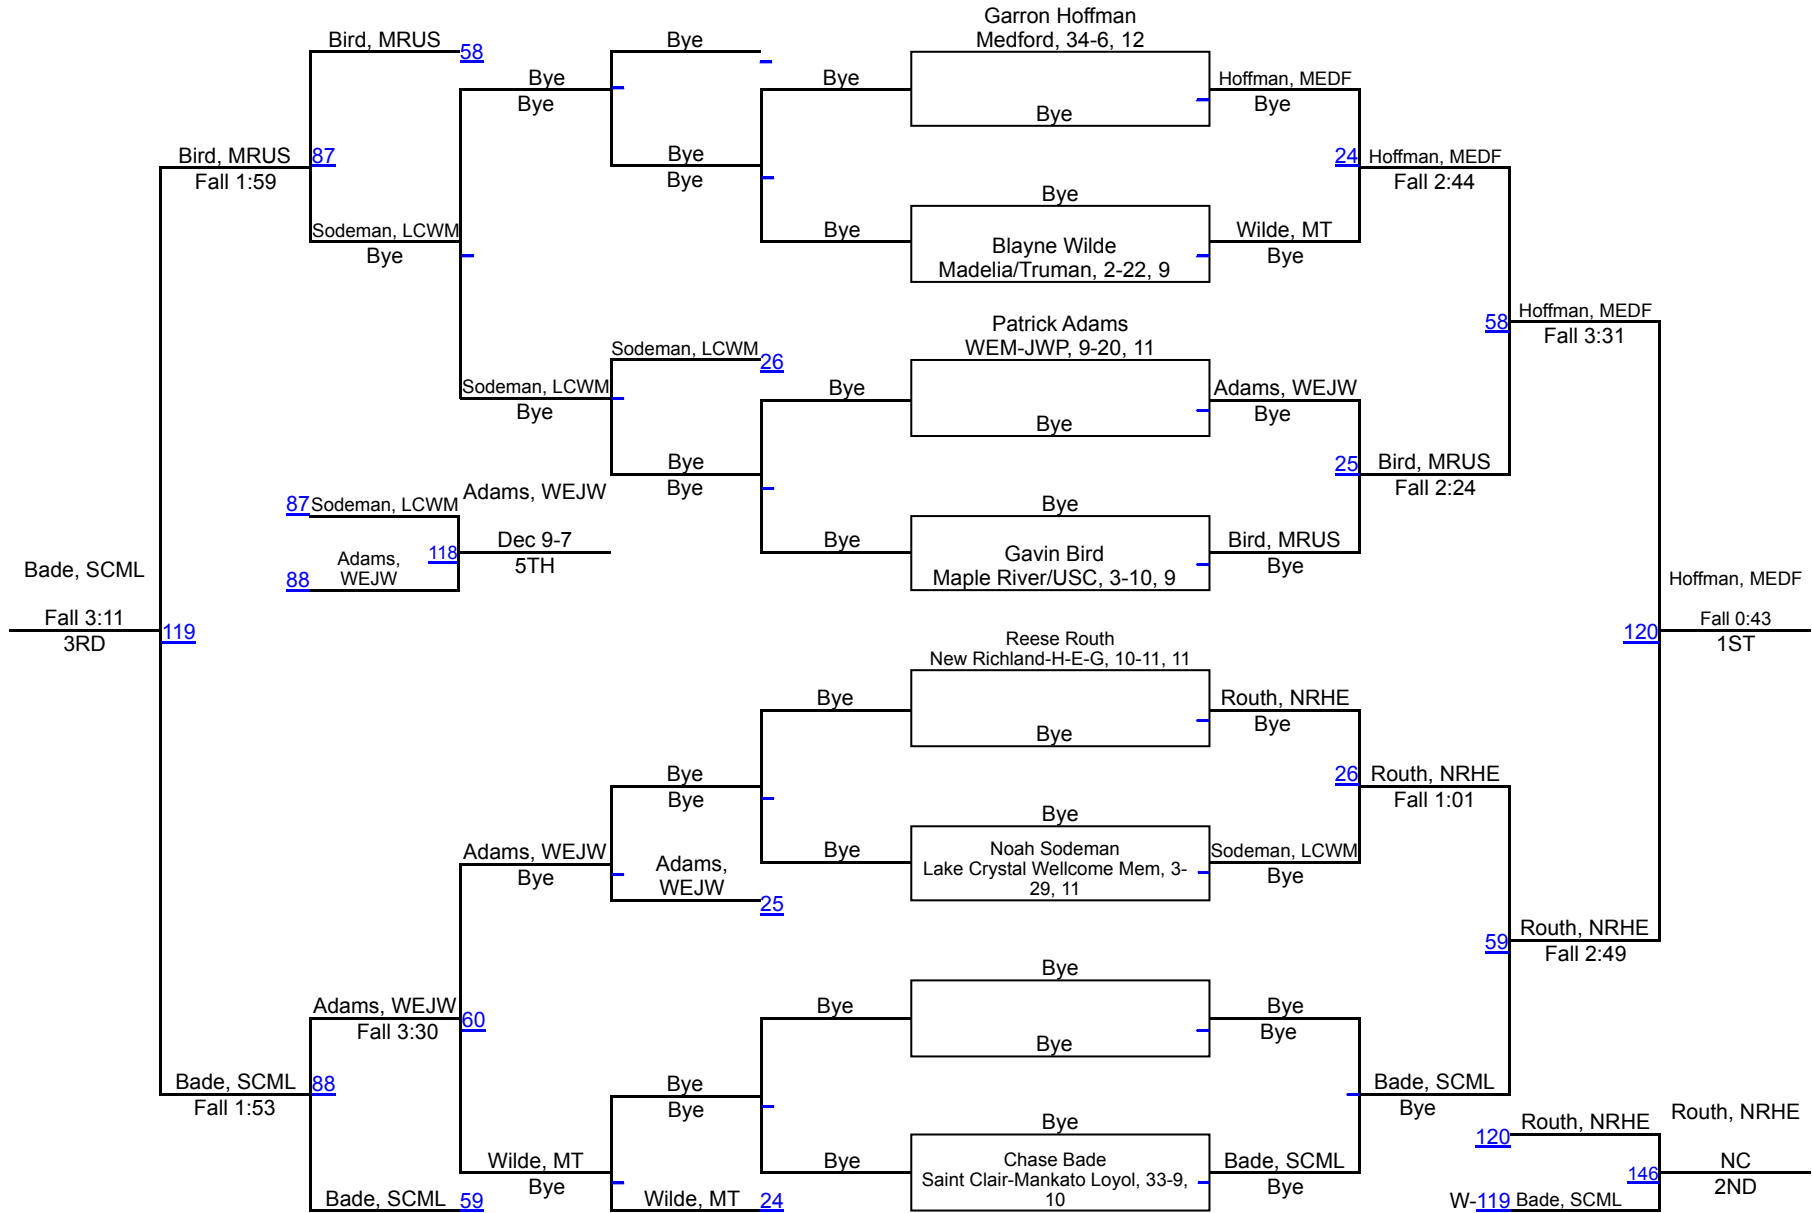 Garron Hoffman
Medford, 34-6, 12
Bird, MRUS
58
Bye
Bye
Bye
Bye
Bye
Hoffman, MEDF
Bye
Bird, MRUS
87
Fall 1:59
Bye
Bye
24
Hoffman, MEDF
Fall 2:44
Sodeman, LCWM
Bye
Bye
Bye
Blayne Wilde
Madelia/Truman, 2-22, 9
Wilde, MT
Bye
58
Hoffman, MEDF
Fall 3:31
Patrick Adams
WEM-JWP, 9-20, 11
Sodeman, LCWM
26
Sodeman, LCWM
Bye
Bye
Bye
Adams, WEJW
Bye
Bye
Bye
25
Bird, MRUS
Fall 2:24
87
Sodeman, LCWM
Adams, WEJW
Adams,
WEJW
88
118
Dec 9-7
5TH
Bye
Bye
Gavin Bird
Maple River/USC, 3-10, 9
Bird, MRUS
Bye
Bade, SCML
Fall 3:11
3RD
119
Hoffman, MEDF
120
Fall 0:43
1ST
Reese Routh
New Richland-H-E-G, 10-11, 11
Bye
Bye
Routh, NRHE
Bye
Bye
Bye
26
Routh, NRHE
Fall 1:01
Adams, WEJW
Bye
Adams,
WEJW
25
Bye
Bye
Noah Sodeman
Lake Crystal Wellcome Mem, 3-
29, 11
Sodeman, LCWM
Bye
59
Routh, NRHE
Fall 2:49
Adams, WEJW
Fall 3:30
60
Bye
Bye
Bye
Bye
Bye
Bade, SCML
88
Fall 1:53
Bye
Bye
Bade, SCML
Bye
Wilde, MT
Bye
Bye
Bye
Chase Bade
Saint Clair-Mankato Loyol, 33-9,
10
Bade, SCML
Bye
Bade, SCML
59
Wilde, MT
24
120
Routh, NRHE
Routh, NRHE
146
NC
2ND
W-119
Bade, SCML